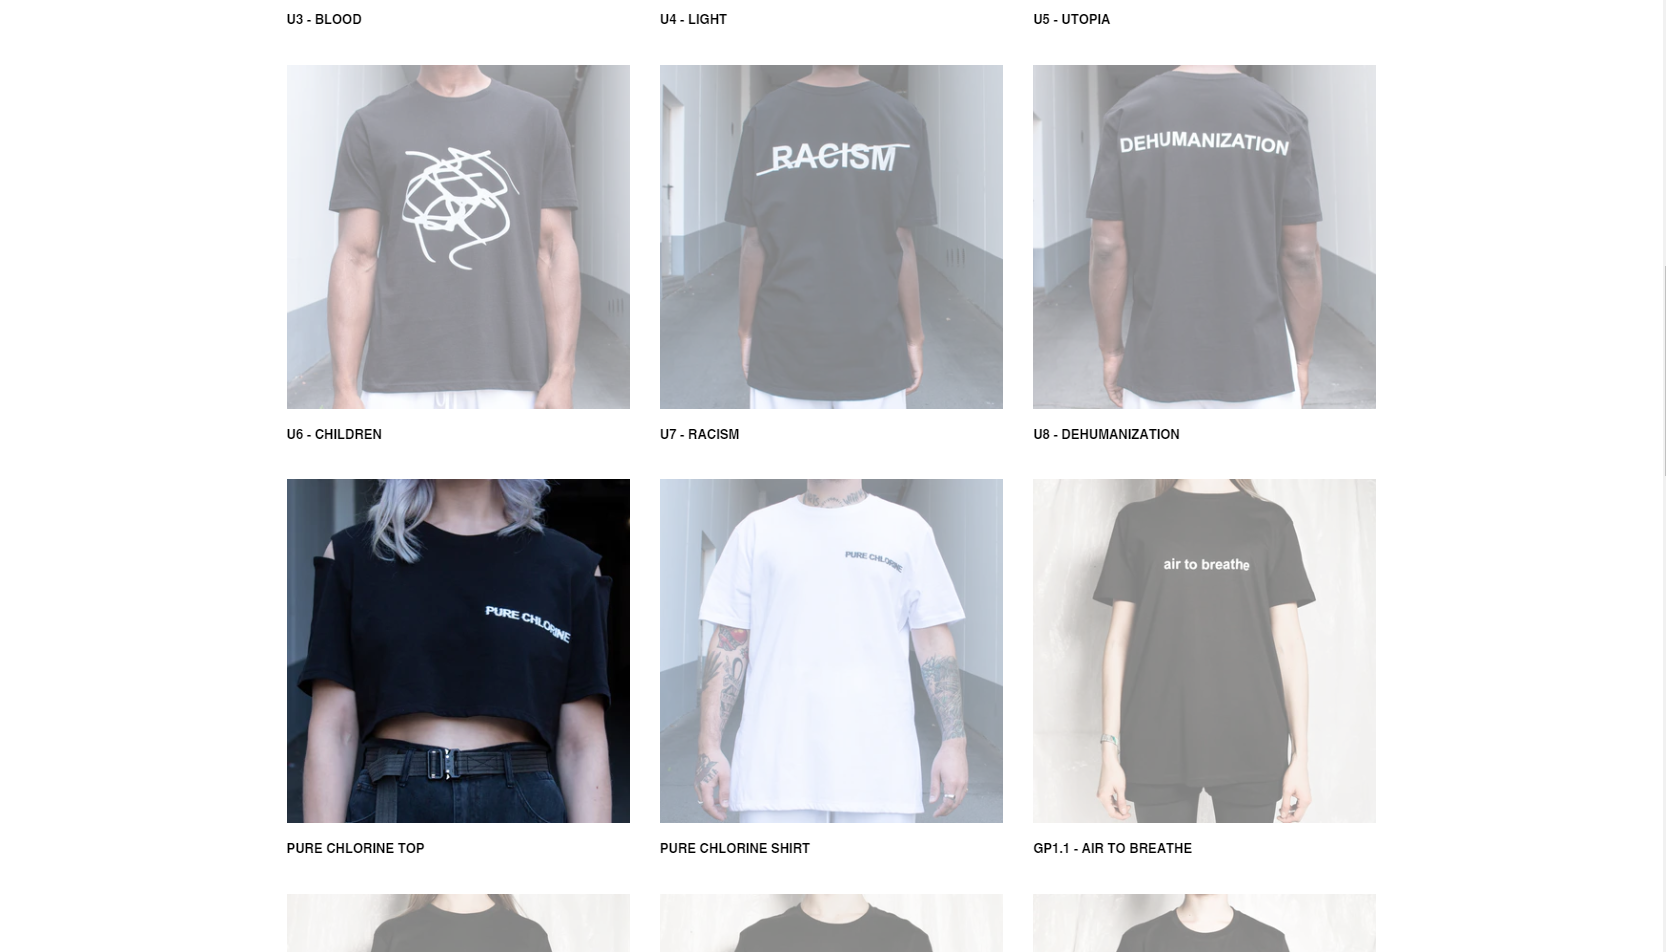 U3 - BLOOD
U4 - LIGHT
U5 - UTOPIA
RACISM
DEHUMANIZATION
U6 - CHILDREN
U7 - RACISM
U8 - DEHUMANIZATION
PURE CHLORINE
PURE CHLORINE
air to breathe
PURE CHLORINE TOP
PURE CHLORINE SHIRT
GP1.1 - AIR TO BREATHE